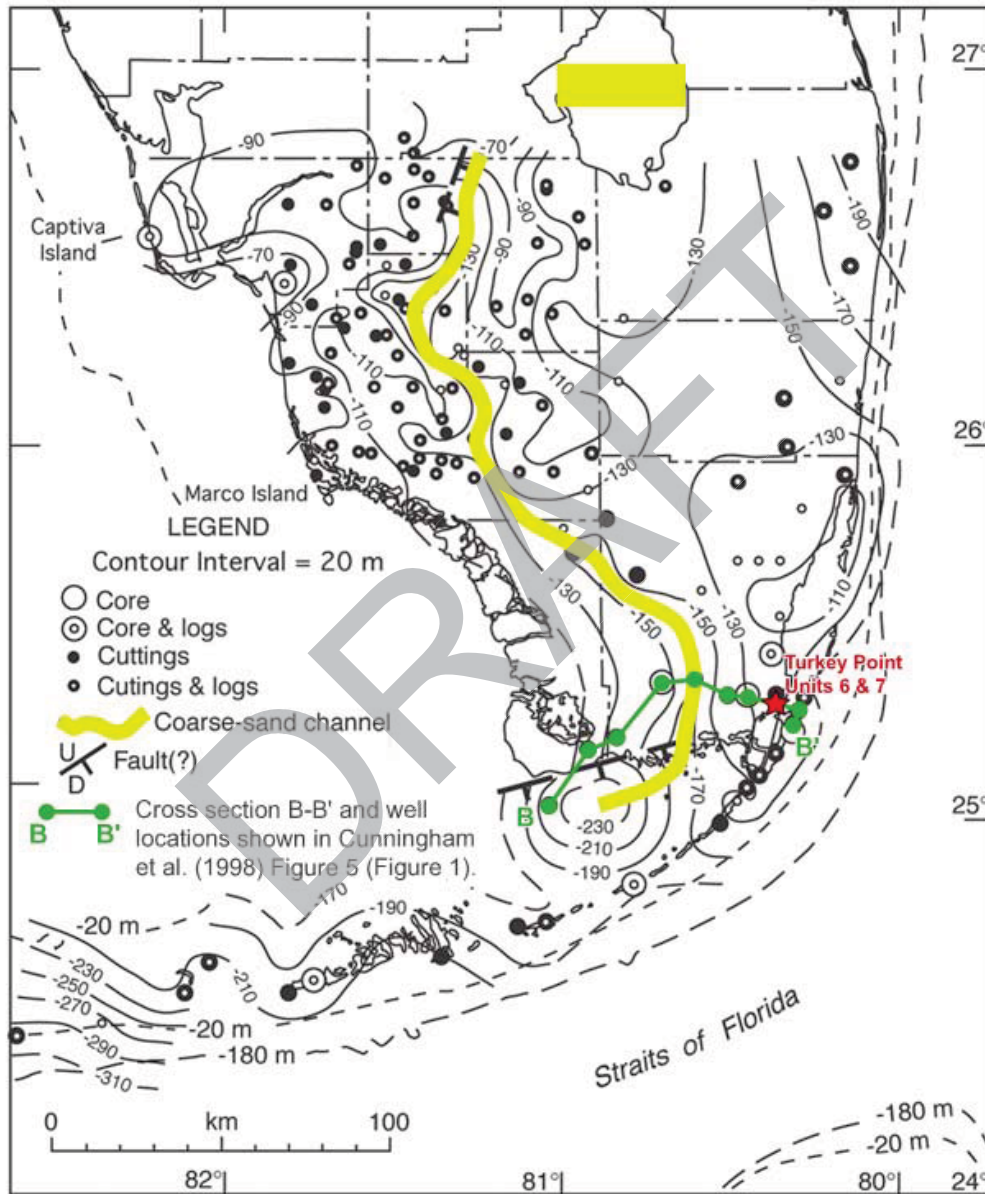 27°
-90
-70
-190
-90
Captiva
Island
-70
-130
-90
-130
-90
-170
-150
-110
-110
-110
-110
26°
-130
-130
Marco Island
LEGEND
Contour Interval = 20 m
Core
Core & logs
Cuttings
Cutings & logs
Coarse-sand channel
U
D
Fault(?)
B B'
Cross section B-B' and well
locations shown in Cunningham
et al. (1998) Figure 5 (Figure 1).
-110
-130
-150
-150
-130
Turkey Point
Units 6 & 7
B'
B
-170
25°
-230
-210
-190
-170
-190
-20 m
-210
-230
-250
-270
-290
-310
-20 m
-180 m
Straits of Florida
-180 m
-20 m
0 km 100
82° 81° 80° 24°
DRAFT